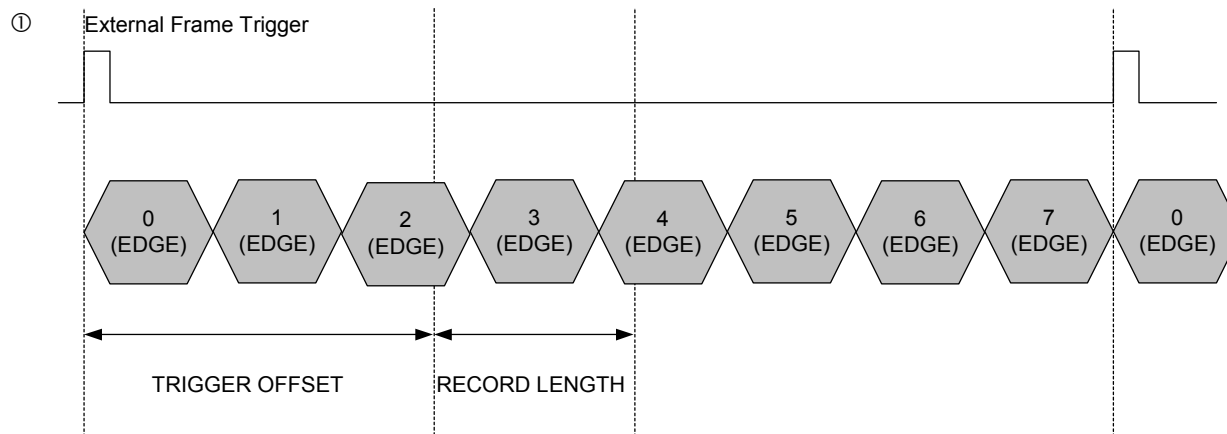 ① External Frame Trigger
0
(EDGE)
1
(EDGE)
2
(EDGE)
3
(EDGE)
4
(EDGE)
5
(EDGE)
6
(EDGE)
7
(EDGE)
0
(EDGE)
TRIGGER OFFSET
RECORD LENGTH